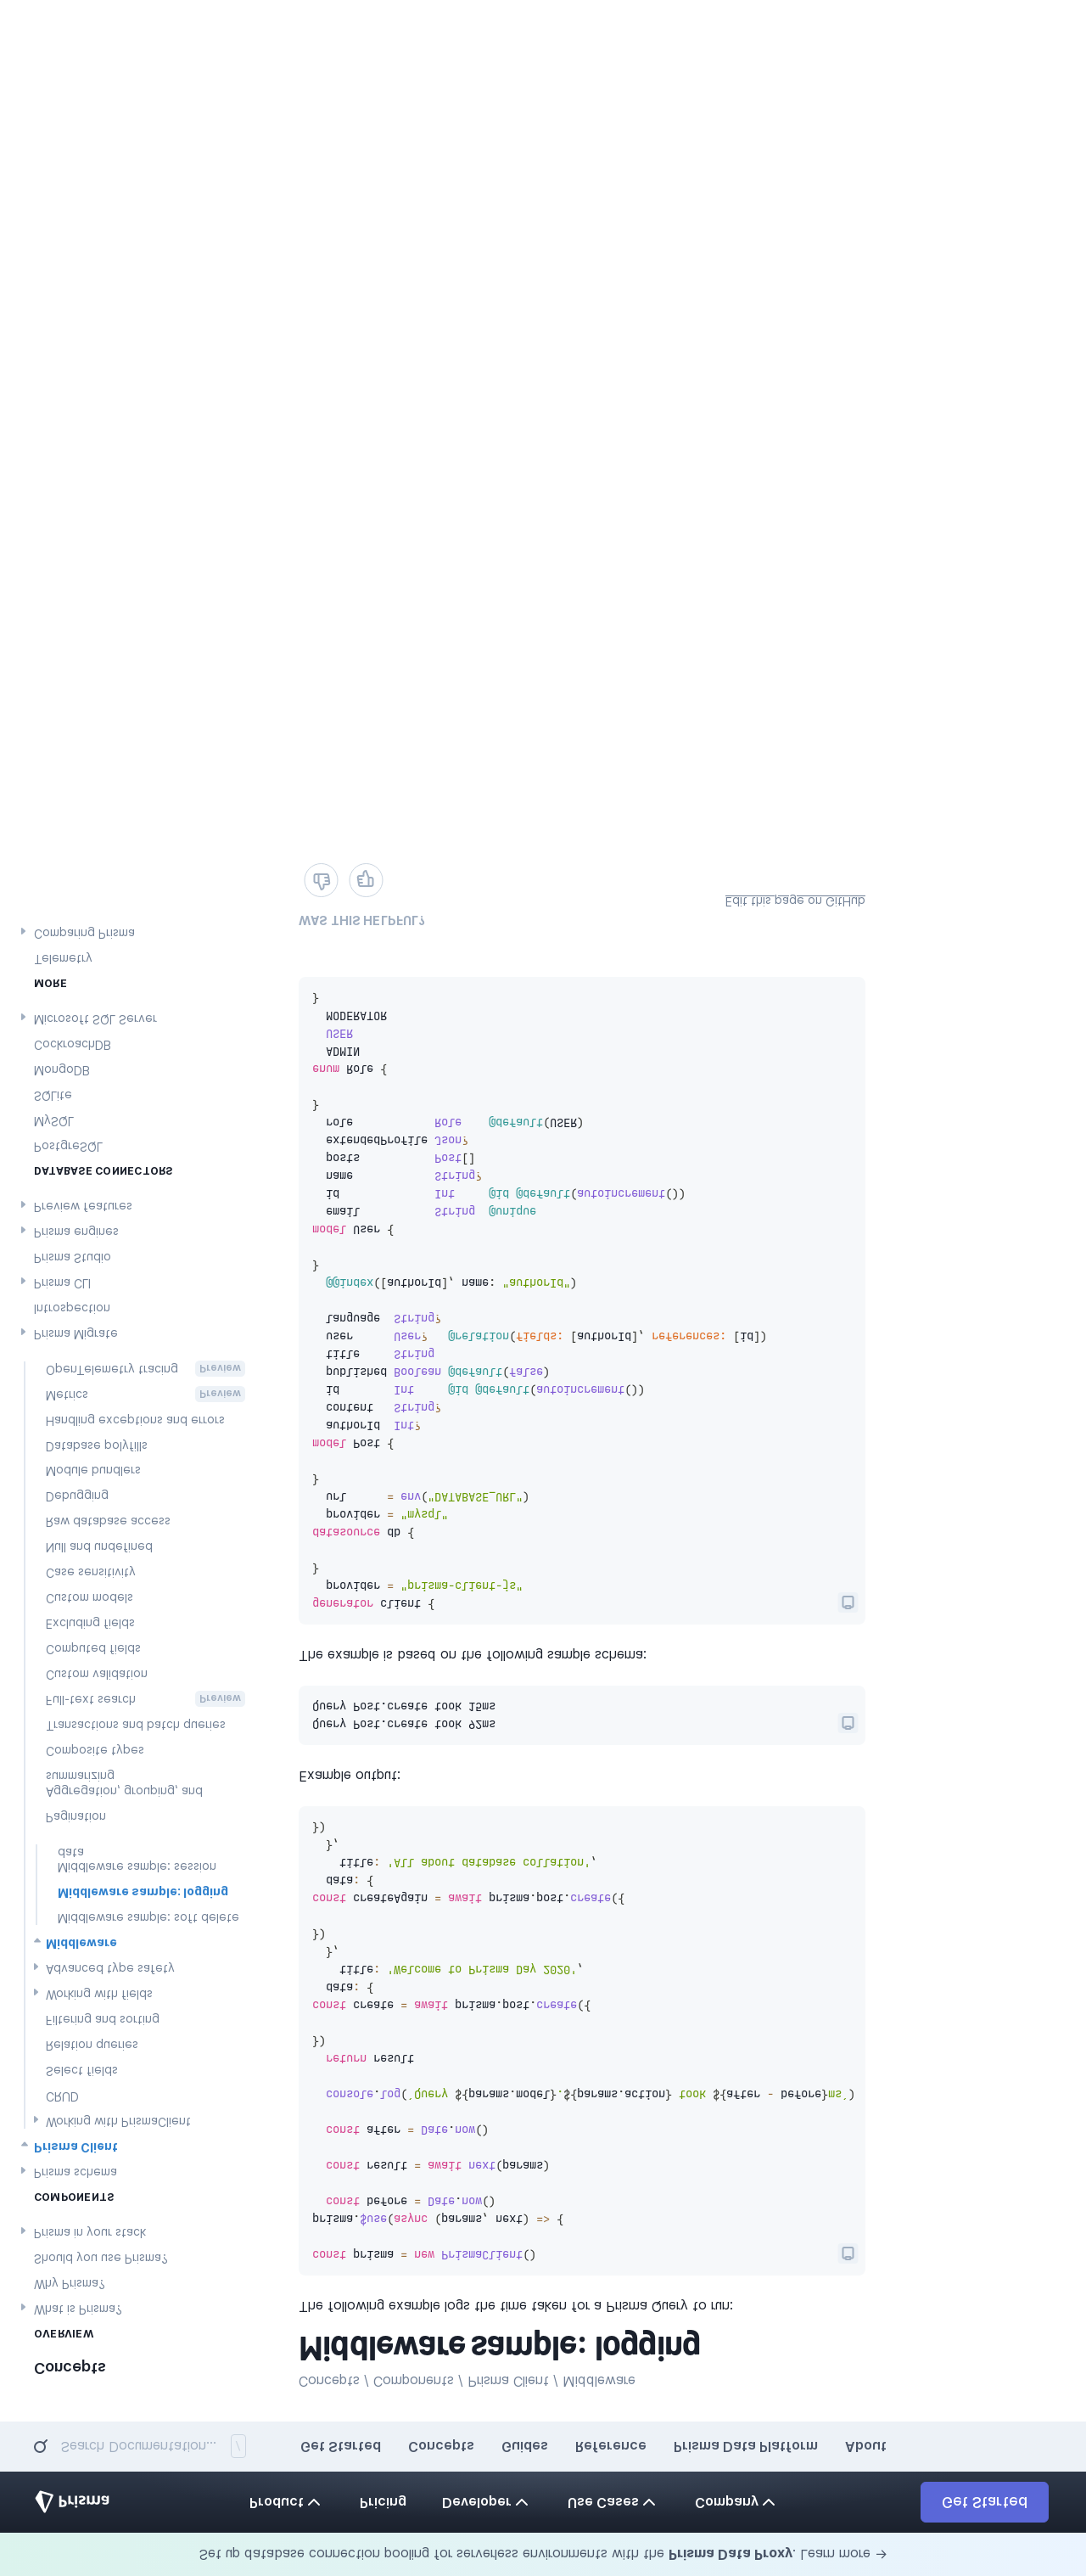 Set up database connection pooling for serverless environments with the Prisma Data Proxy. Learn more →
Prisma
Product
Pricing
Developer
Use Cases
Company
Get Started
Search Documentation...
/
Get Started
Concepts
Guides
Reference
Prisma Data Platform
About
Concepts
OVERVIEW
What is Prisma?
Why Prisma?
Should you use Prisma?
Prisma in your stack
COMPONENTS
Prisma schema
Prisma Client
Working with PrismaClient
CRUD
Select fields
Relation queries
Filtering and sorting
Working with fields
Advanced type safety
Middleware
Middleware sample: soft delete
Middleware sample: logging
Middleware sample: session
data
Pagination
Aggregation, grouping, and
summarizing
Composite types
Transactions and batch queries
Full-text search Preview
Custom validation
Computed fields
Excluding fields
Custom models
Case sensitivity
Null and undefined
Raw database access
Debugging
Module bundlers
Database polyfills
Handling exceptions and errors
Metrics Preview
OpenTelemetry tracing Preview
Prisma Migrate
Introspection
Prisma CLI
Prisma Studio
Prisma engines
Preview features
DATABASE CONNECTORS
PostgreSQL
MySQL
SQLite
MongoDB
CockroachDB
Microsoft SQL Server
MORE
Telemetry
Comparing Prisma
Concepts / Components / Prisma Client / Middleware
Middleware sample: logging
The following example logs the time taken for a Prisma Query to run:
const prisma = new PrismaClient()
prisma.$use(async (params, next) => {
  const before = Date.now()
  const result = await next(params)
  const after = Date.now()
  console.log(`Query ${params.model}.${params.action} took ${after - before}ms`)
  return result
})
const create = await prisma.post.create({
  data: {
    title: 'Welcome to Prisma Day 2020',
  },
})
const createAgain = await prisma.post.create({
  data: {
    title: 'All about database collation',
  },
})
Example output:
Query Post.create took 92ms
Query Post.create took 15ms
The example is based on the following sample schema:
generator client {
  provider = "prisma-client-js"
}
datasource db {
  provider = "mysql"
  url      = env("DATABASE_URL")
}
model Post {
  authorId  Int?
  content   String?
  id        Int     @id @default(autoincrement())
  published Boolean @default(false)
  title     String
  user      User?   @relation(fields: [authorId], references: [id])
  language  String?
  @@index([authorId], name: "authorId")
}
model User {
  email           String  @unique
  id              Int     @id @default(autoincrement())
  name            String?
  posts           Post[]
  extendedProfile Json?
  role            Role    @default(USER)
}
enum Role {
  ADMIN
  USER
  MODERATOR
}
WAS THIS HELPFUL?
Edit this page on GitHub